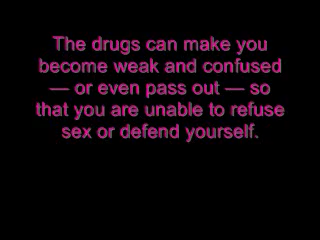 The drugs can make you
become weak and confused
— or even pass out — so
that you are unable to refuse
sex or defend yourself.